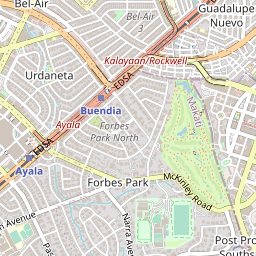 Bel-Air
Bel-Air
3
Guadalupe
Nuevo
Kalayaan/Rockwell
Urdaneta
EDSA
Buendia
Makati
Ayala
Forbes
Park North
EDSA
Ayala
Forbes Park
McKinley Road
n Avenue
Narra Avenue
Post Pro
Souths